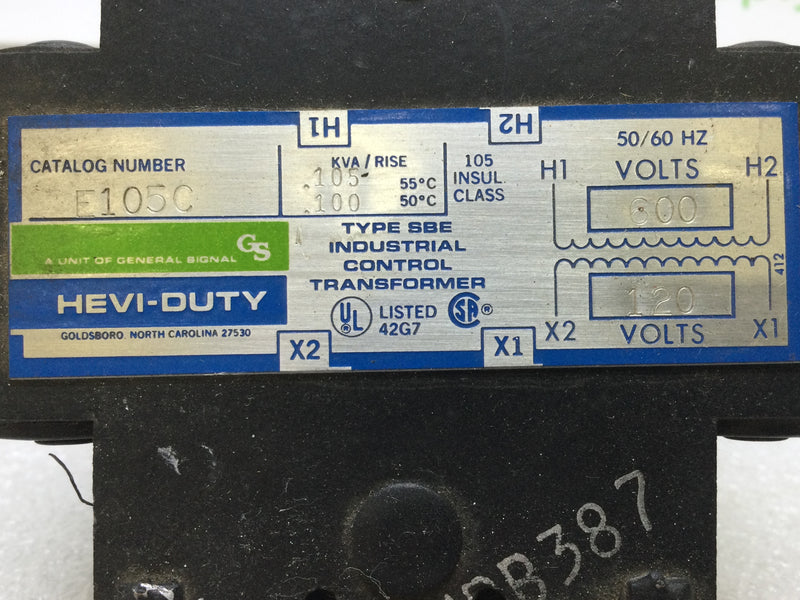 H1
H2
CATALOG NUMBER
E105C
KVA / RISE
.105 55°C
.100 50°C
105
INSUL
CLASS
50/60 HZ
H1 VOLTS H2
600
GS
A UNIT OF GENERAL SIGNAL
HEVI-DUTY
GOLDSBORO, NORTH CAROLINA 27530
TYPE SBE
INDUSTRIAL
CONTROL
TRANSFORMER
UL ® LISTED
42G7
SA ®
412
120
X2 VOLTS X1
X2
X1
B387